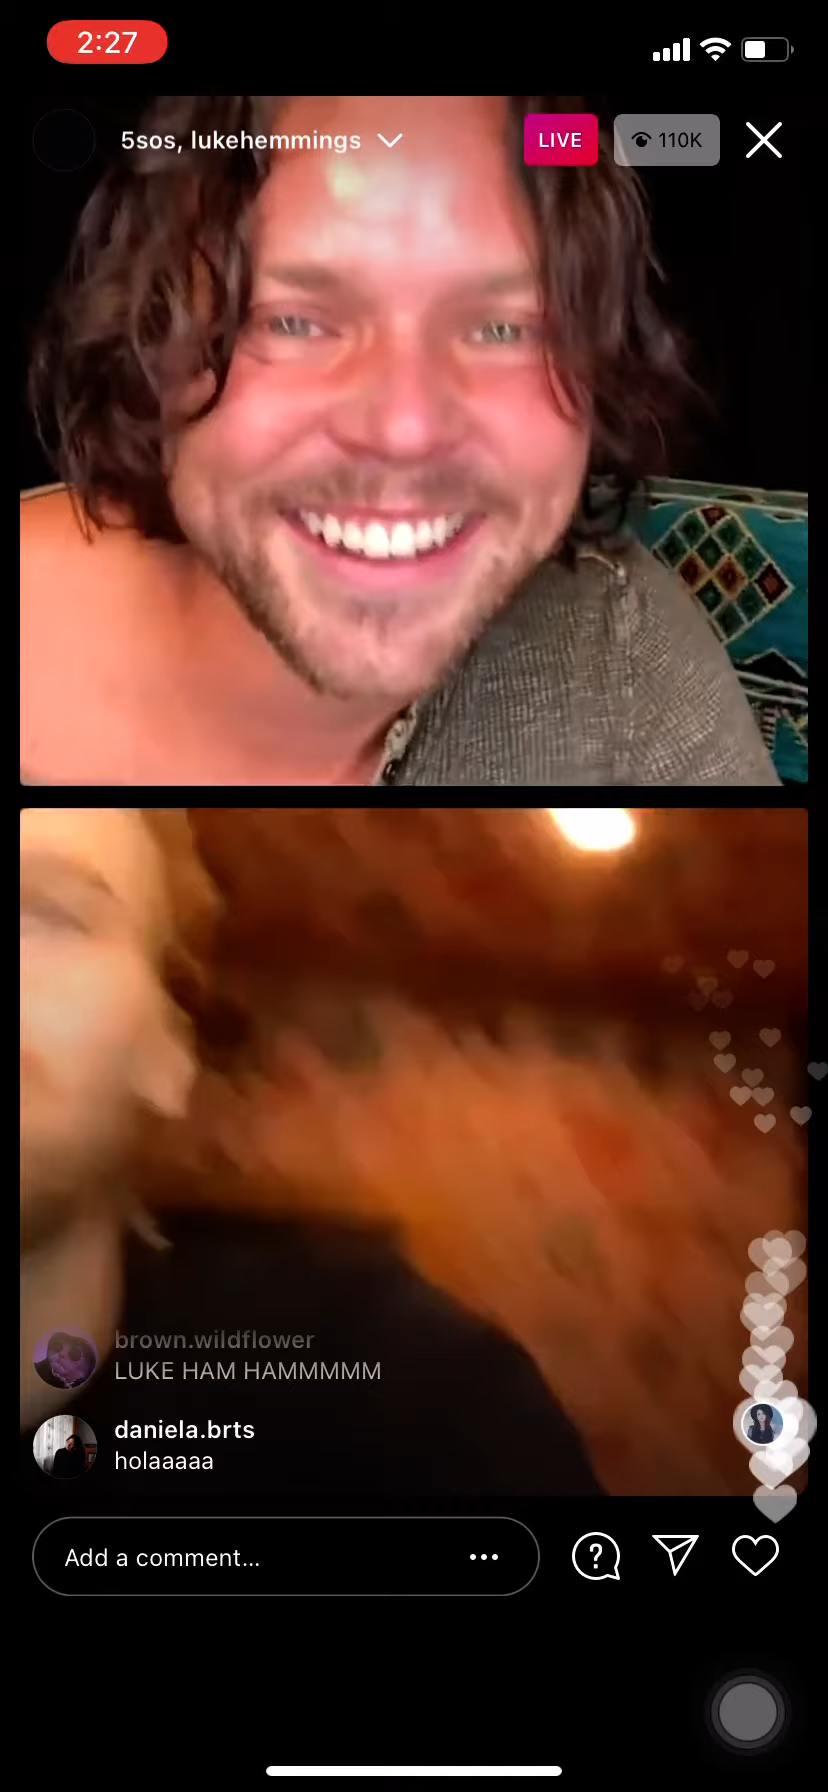 2:27
5sos, lukehemmings
LIVE
110K
brown.wildflower
LUKE HAM HAMMMMM
daniela.brts
holaaaaa
Add a comment...